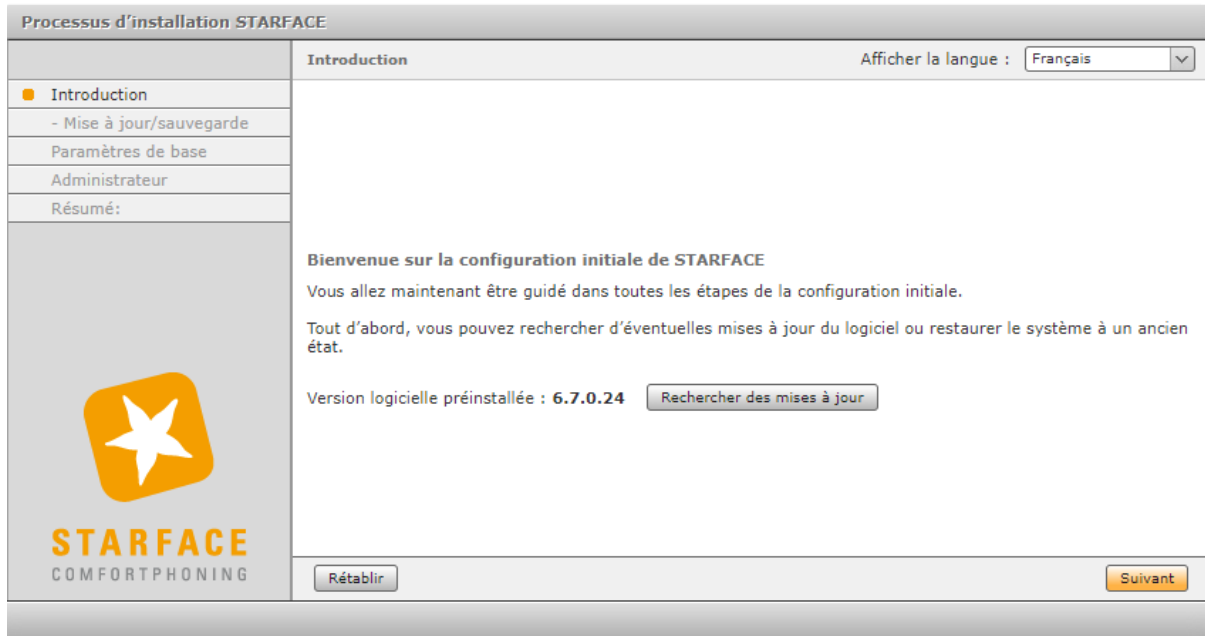 Processus d’installation STARFACE
Introduction
Afficher la langue :
Français
Introduction
- Mise à jour/sauvegarde
Paramètres de base
Administrateur
Résumé:
Bienvenue sur la configuration initiale de STARFACE
Vous allez maintenant être guidé dans toutes les étapes de la configuration initiale.
Tout d’abord, vous pouvez rechercher d’éventuelles mises à jour du logiciel ou restaurer le système à un ancien
état.
Version logicielle préinstallée : 6.7.0.24
Rechercher des mises à jour
STARFACE
COMFORTPHONING
Rétablir
Suivant